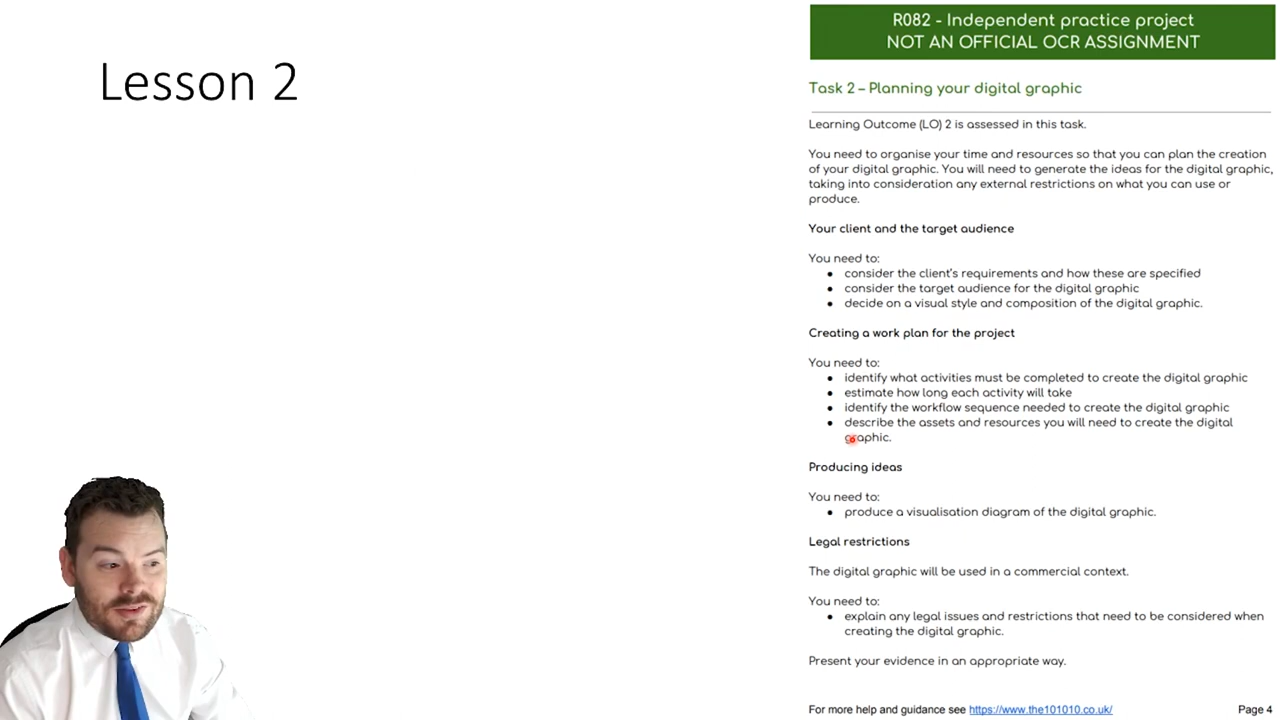 Lesson 2
R082 - Independent practice project
NOT AN OFFICIAL OCR ASSIGNMENT
Task 2 – Planning your digital graphic
Learning Outcome (LO) 2 is assessed in this task.
You need to organise your time and resources so that you can plan the creation
of your digital graphic. You will need to generate the ideas for the digital graphic,
taking into consideration any external restrictions on what you can use or
produce.
Your client and the target audience
You need to:
● consider the client's requirements and how these are specified
● consider the target audience for the digital graphic
● decide on a visual style and composition of the digital graphic.
Creating a work plan for the project
You need to:
● identify what activities must be completed to create the digital graphic
● estimate how long each activity will take
● identify the workflow sequence needed to create the digital graphic
● describe the assets and resources you will need to create the digital
graphic.
Producing ideas
You need to:
● produce a visualisation diagram of the digital graphic.
Legal restrictions
The digital graphic will be used in a commercial context.
You need to:
● explain any legal issues and restrictions that need to be considered when
creating the digital graphic.
Present your evidence in an appropriate way.
For more help and guidance see https://www.the101010.co.uk/
Page 4